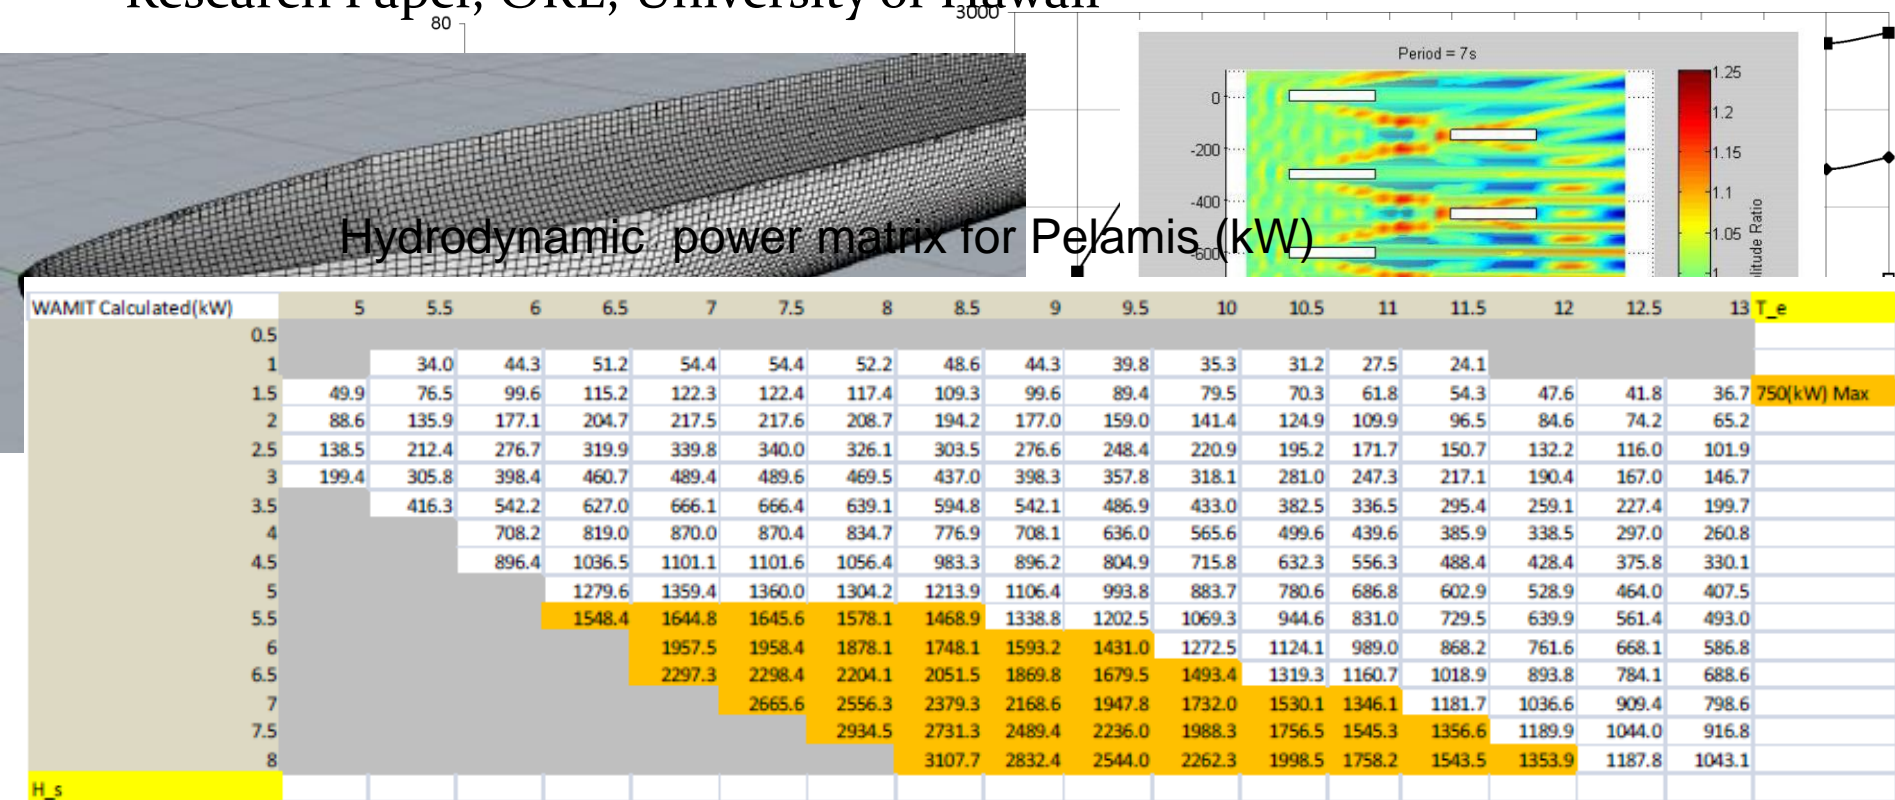 Research Paper, ORE, University of Hawaii
80
3000
Period = 7s
0
-200
-400
-600
1.25
1.2
1.15
1.1
1.05
1
litude Ratio
Hydrodynamic power matrix for Pelamis (kW)
WAMIT Calculated(kW) 5 5.5 6 6.5 7 7.5 8 8.5 9 9.5 10 10.5 11 11.5 12 12.5 13 T_e
0.5
1 34.0 44.3 51.2 54.4 54.4 52.2 48.6 44.3 39.8 35.3 31.2 27.5 24.1
1.5 49.9 76.5 99.6 115.2 122.3 122.4 117.4 109.3 99.6 89.4 79.5 70.3 61.8 54.3 47.6 41.8 36.7 750(kW) Max
2 88.6 135.9 177.1 204.7 217.5 217.6 208.7 194.2 177.0 159.0 141.4 124.9 109.9 96.5 84.6 74.2 65.2
2.5 138.5 212.4 276.7 319.9 339.8 340.0 326.1 303.5 276.6 248.4 220.9 195.2 171.7 150.7 132.2 116.0 101.9
3 199.4 305.8 398.4 460.7 489.4 489.6 469.5 437.0 398.3 357.8 318.1 281.0 247.3 217.1 190.4 167.0 146.7
3.5 416.3 542.2 627.0 666.1 666.4 639.1 594.8 542.1 486.9 433.0 382.5 336.5 295.4 259.1 227.4 199.7
4 708.2 819.0 870.0 870.4 834.7 776.9 708.1 636.0 565.6 499.6 439.6 385.9 338.5 297.0 260.8
4.5 896.4 1036.5 1101.1 1101.6 1056.4 983.3 896.2 804.9 715.8 632.3 556.3 488.4 428.4 375.8 330.1
5 1279.6 1359.4 1360.0 1304.2 1213.9 1106.4 993.8 883.7 780.6 686.8 602.9 528.9 464.0 407.5
5.5 1548.4 1644.8 1645.6 1578.1 1468.9 1338.8 1202.5 1069.3 944.6 831.0 729.5 639.9 561.4 493.0
6 1957.5 1958.4 1878.1 1748.1 1593.2 1431.0 1272.5 1124.1 989.0 868.2 761.6 668.1 586.8
6.5 2297.3 2298.4 2204.1 2051.5 1869.8 1679.5 1493.4 1319.3 1160.7 1018.9 893.8 784.1 688.6
7 2665.6 2556.3 2379.3 2168.6 1947.8 1732.0 1530.1 1346.1 1181.7 1036.6 909.4 798.6
7.5 2934.5 2731.3 2489.4 2236.0 1988.3 1756.5 1545.3 1356.6 1189.9 1044.0 916.8
8 3107.7 2832.4 2544.0 2262.3 1998.5 1758.2 1543.5 1353.9 1187.8 1043.1
H_s